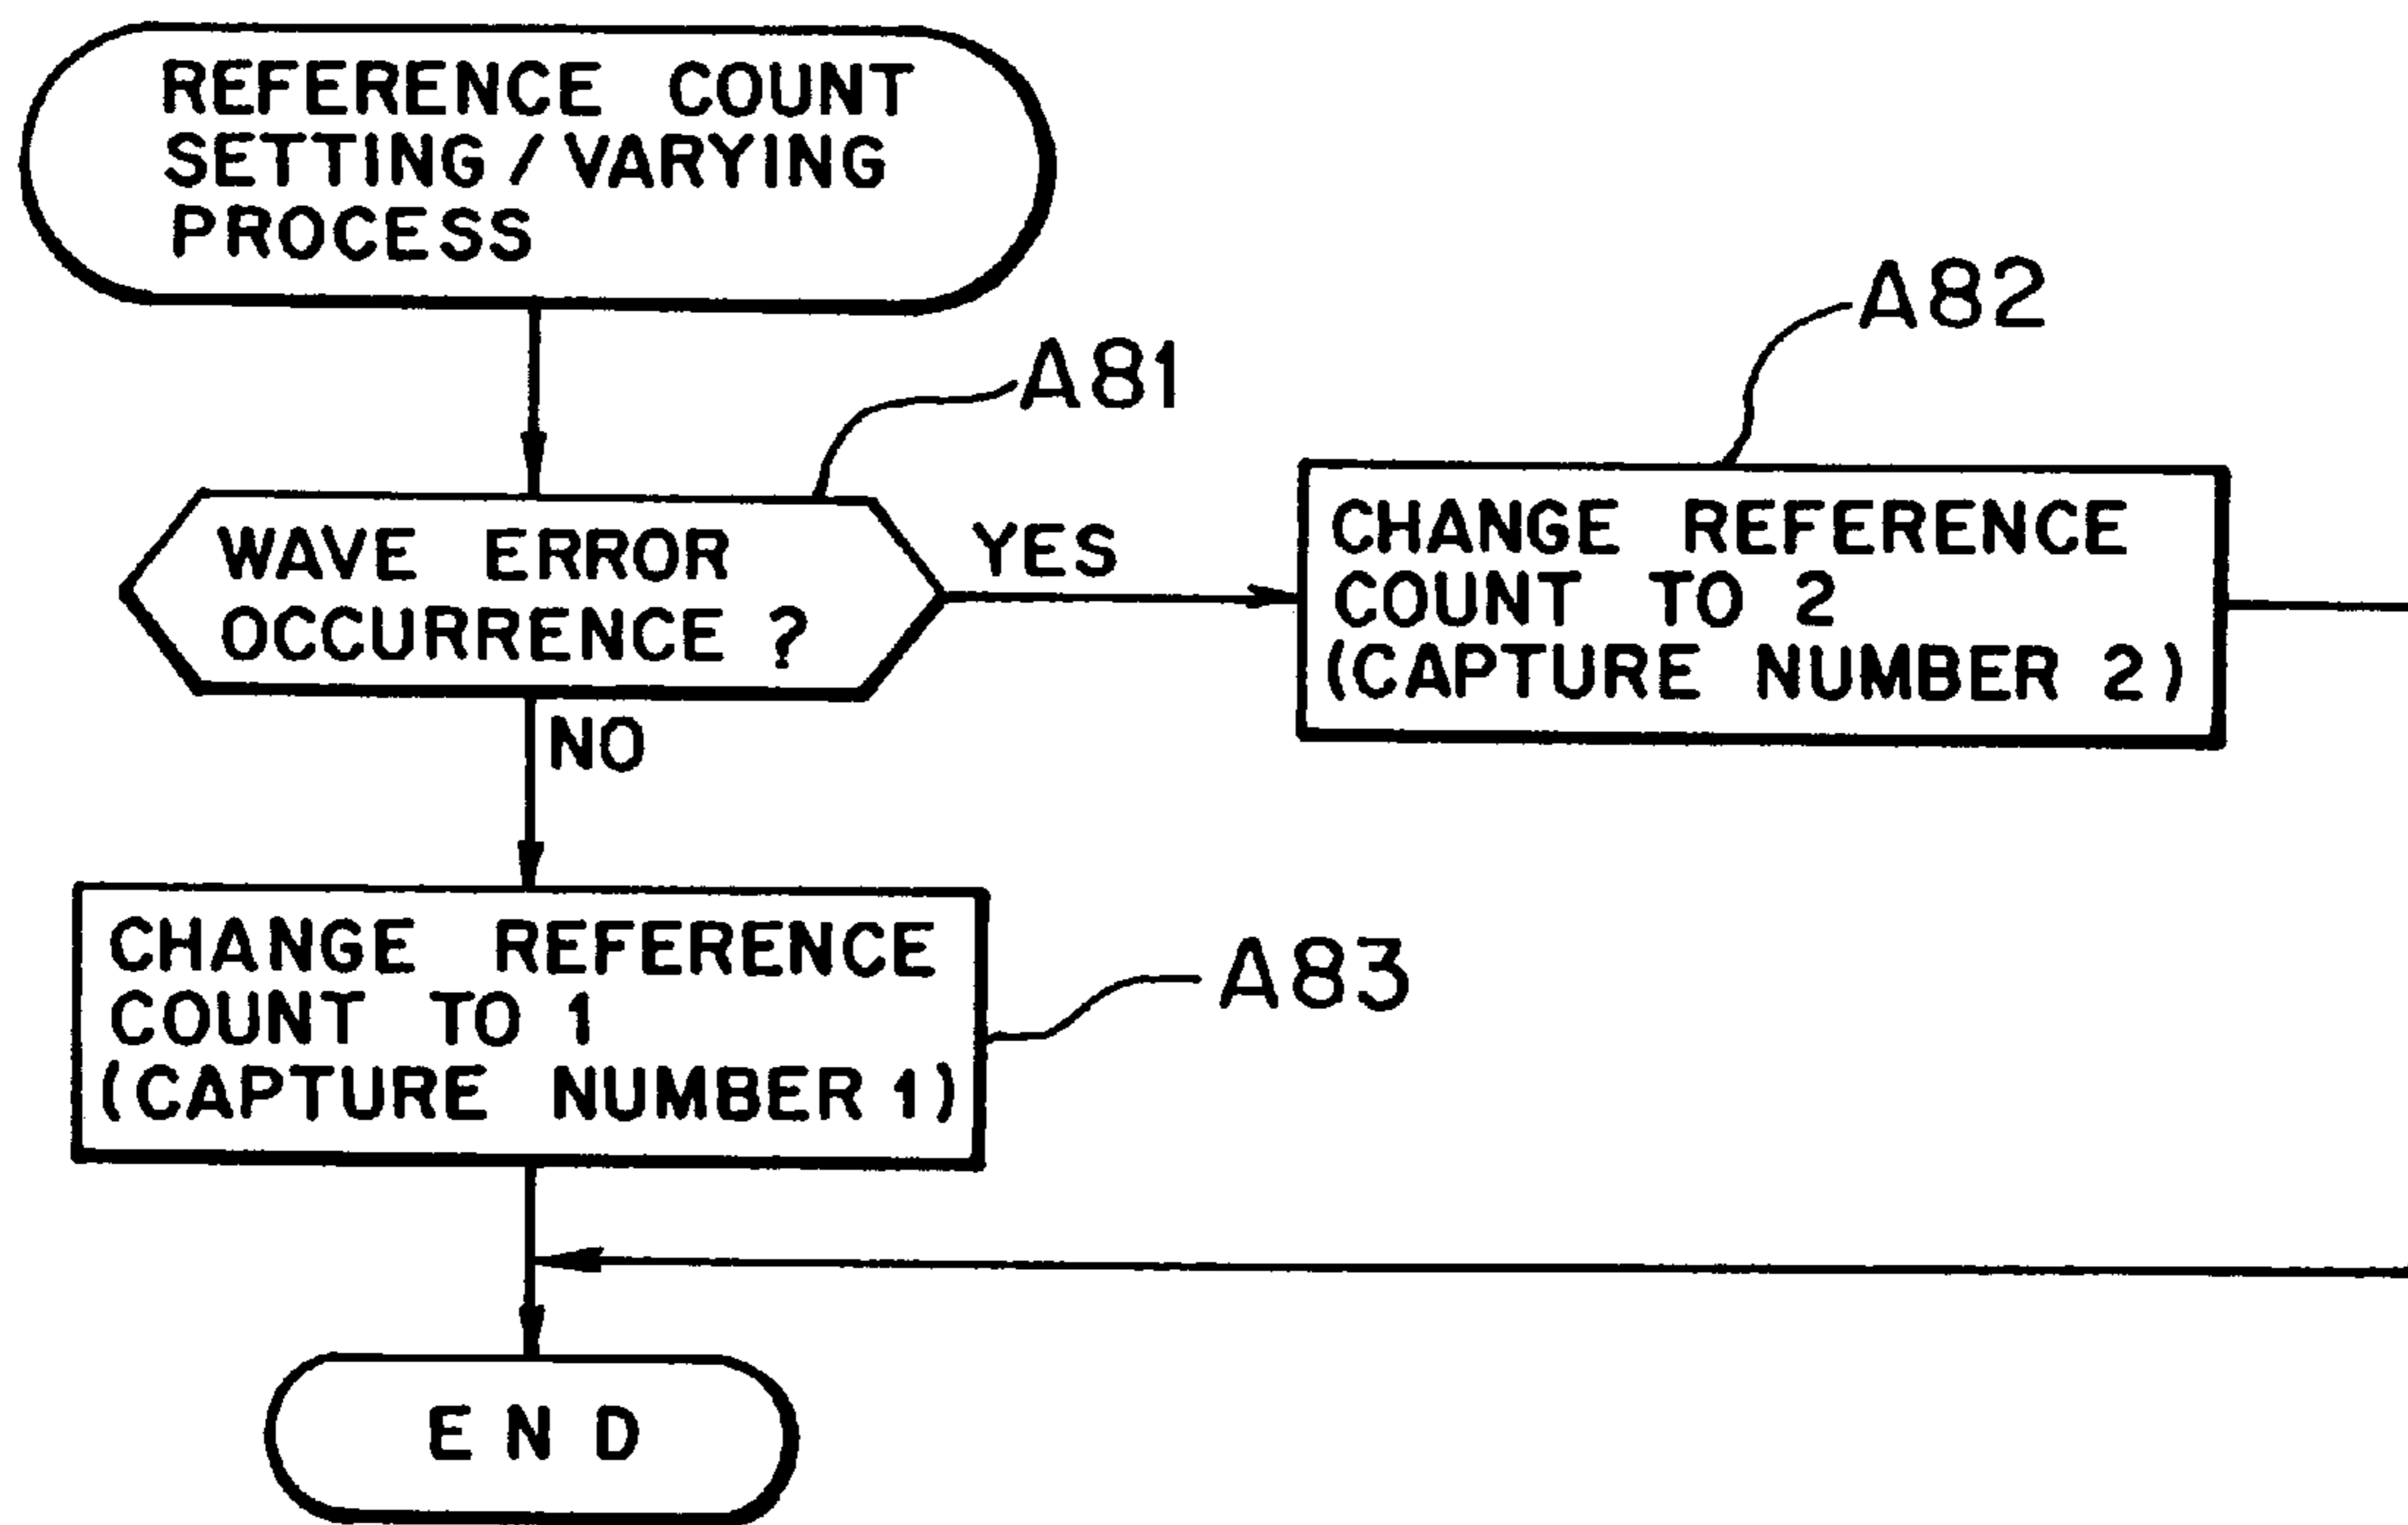 REFERENCE COUNT
SETTING/VARYING
PROCESS
A81
WAVE ERROR
OCCURRENCE ?
YES
A82
CHANGE REFERENCE
COUNT TO 2
(CAPTURE NUMBER 2)
NO
CHANGE REFERENCE
COUNT TO 1
(CAPTURE NUMBER 1)
A83
END